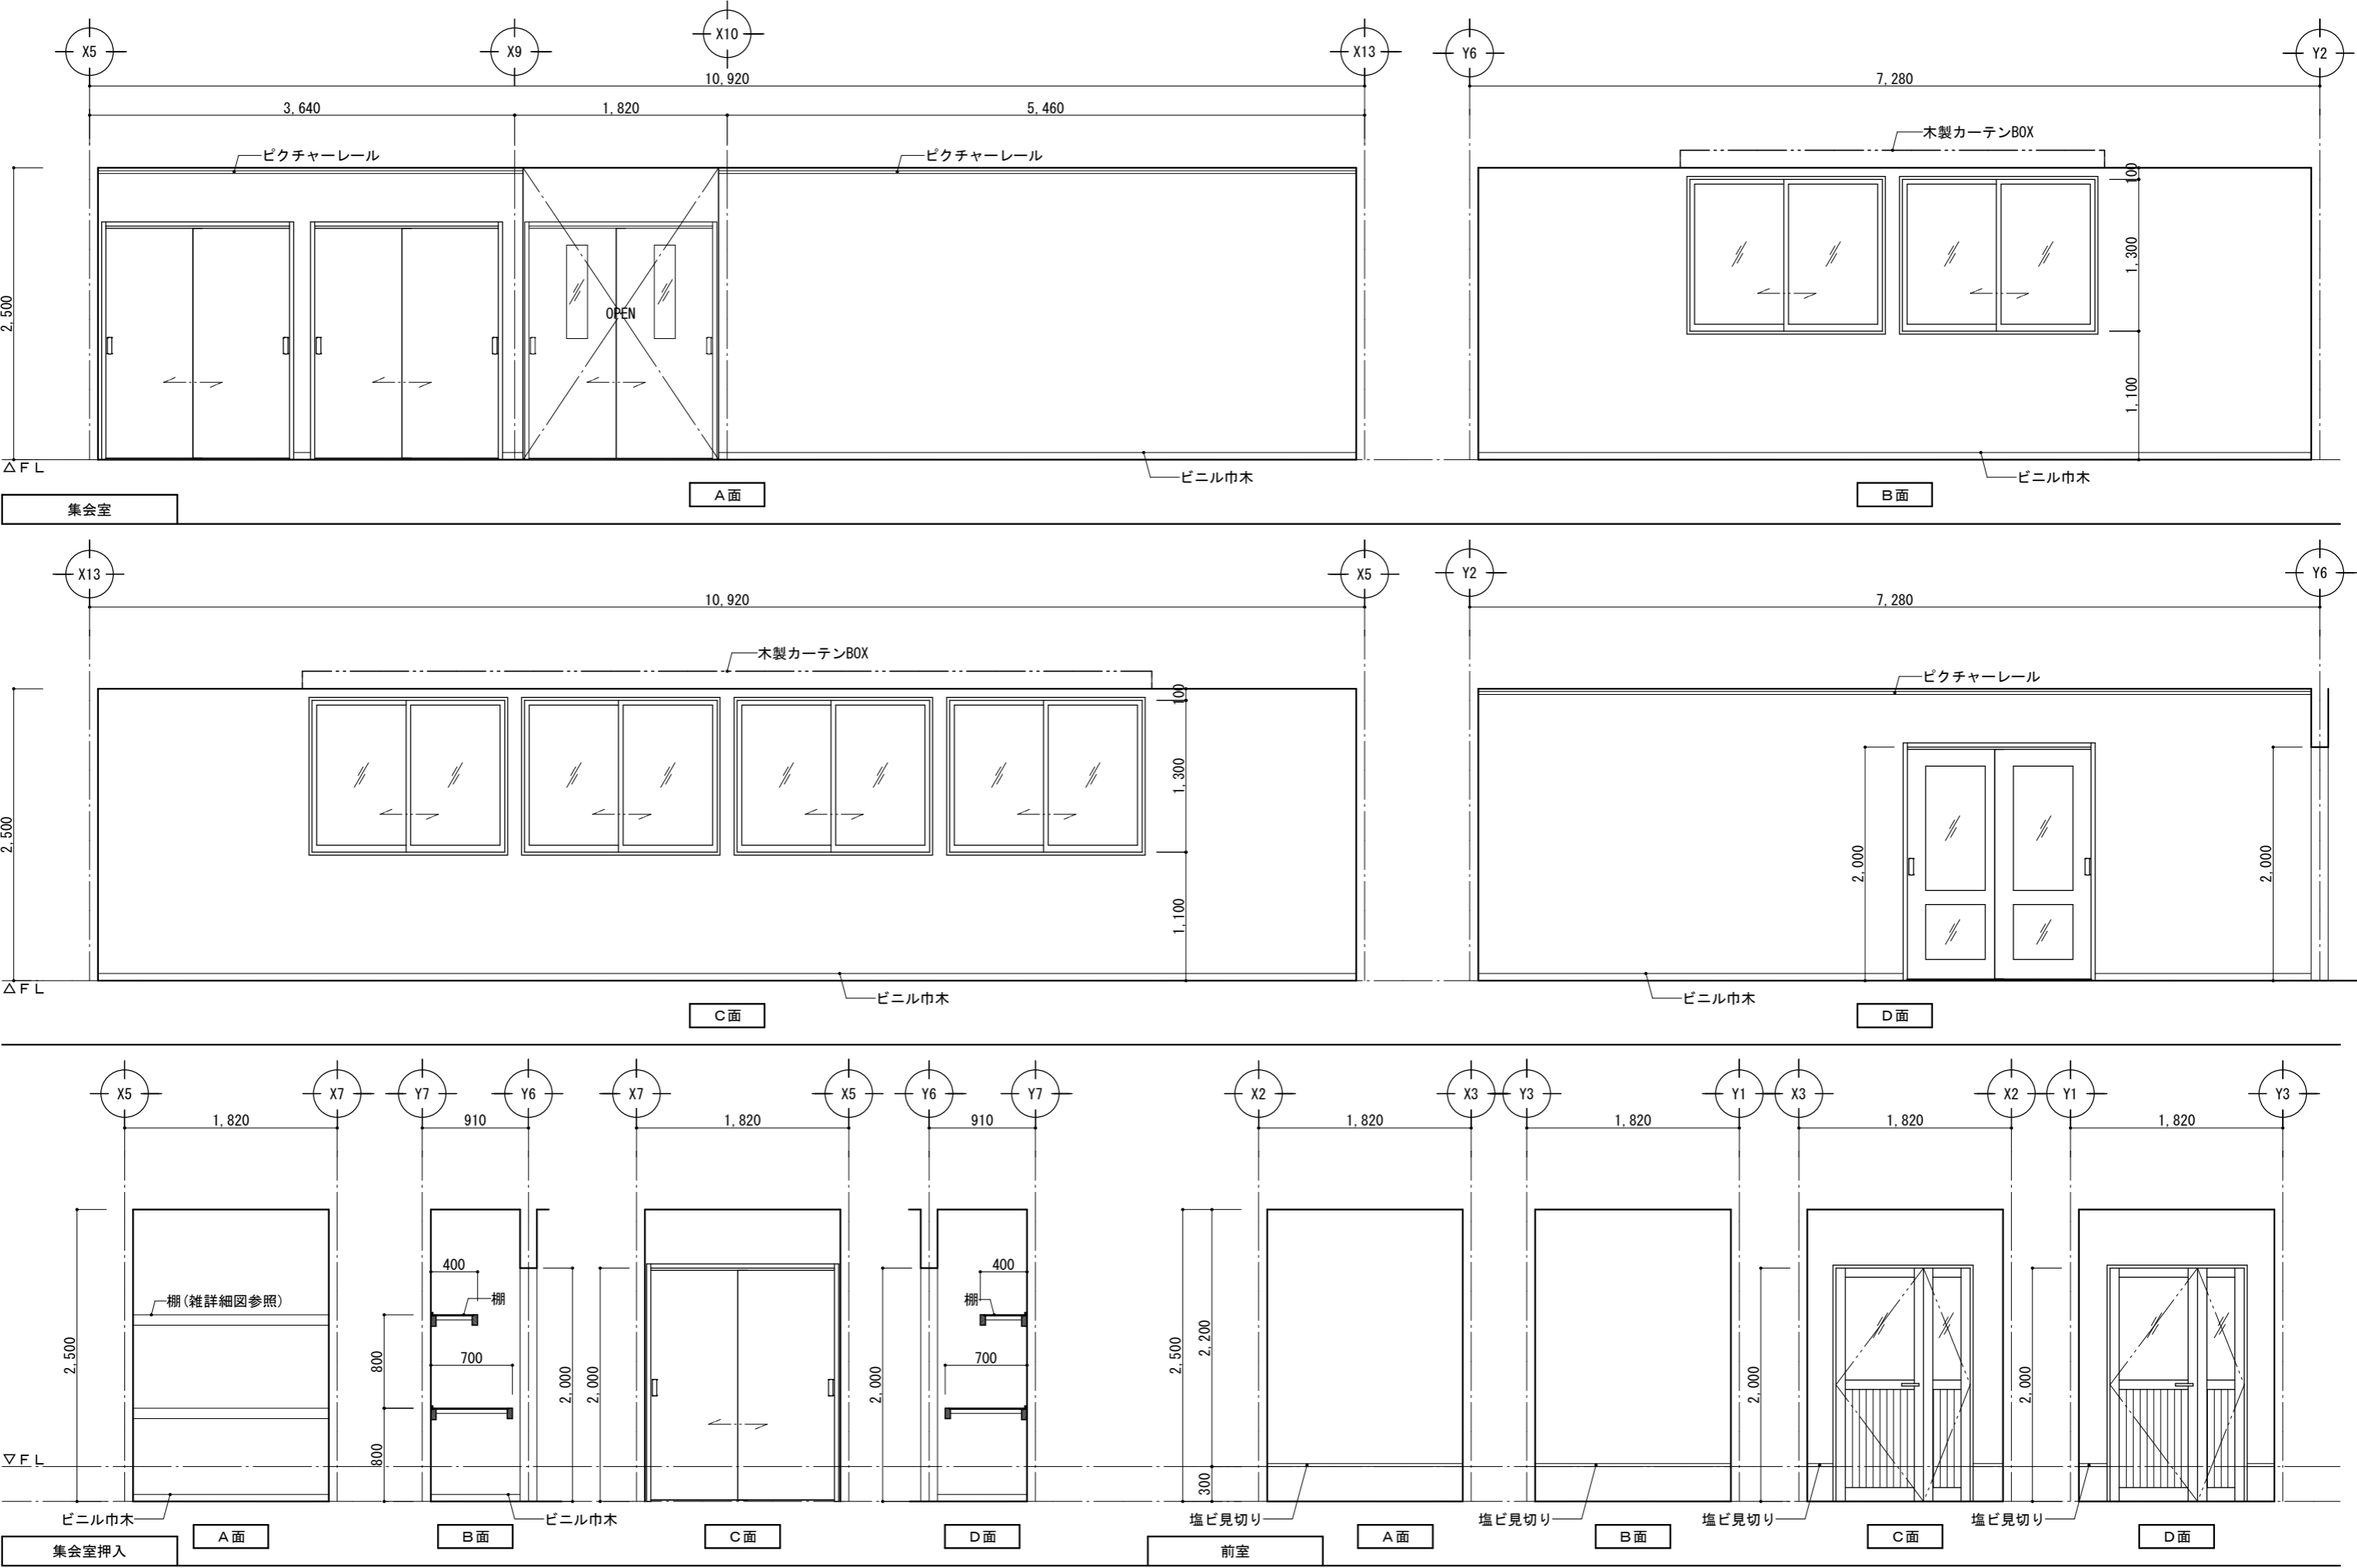 X5 X9 X10 X13 Y6 Y2
10,920 7,280
3,640 1,820 5,460
木製カーテンBOX
ピクチャーレール ピクチャーレール
100
1,300
2,500
OPEN
1,100
△FL
ビニル巾木 ビニル巾木
A面 B面
集会室
X13 X5 Y2 Y6
10,920 7,280
木製カーテンBOX
ピクチャーレール
100
1,300
2,500
2,000 2,000
1,100
△FL
ビニル巾木 ビニル巾木
C面 D面
X5 X7 Y7 Y6 X7 X5 Y6 Y7 X2 X3 Y3 Y1 X3 X2 Y1 Y3
1,820 910 1,820 910 1,820 1,820 1,820 1,820
400 400
棚(雑詳細図参照) 棚 棚
2,500 800 2,500 2,200
700 700
2,000 2,000 2,000 2,000 2,000
800
▽FL
300
ビニル巾木 ビニル巾木 塩ビ見切り 塩ビ見切り 塩ビ見切り 塩ビ見切り
A面 B面 C面 D面 A面 B面 C面 D面
集会室押入 前室